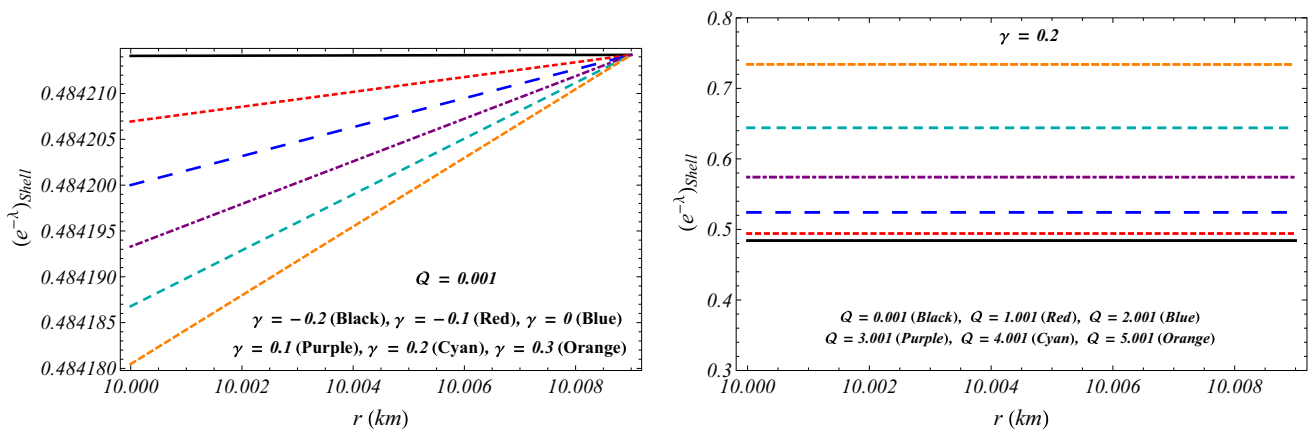 0.484210
0.484205
0.484200
0.484195
0.484190
0.484185
0.484180
(e^{-λ})_{Shell}
Q = 0.001
γ = -0.2 (Black), γ = -0.1 (Red), γ = 0 (Blue)
γ = 0.1 (Purple), γ = 0.2 (Cyan), γ = 0.3 (Orange)
10.000 10.002 10.004 10.006 10.008
r (km)
0.8
0.7
0.6
0.5
0.4
0.3
(e^{-λ})_{Shell}
γ = 0.2
Q = 0.001 (Black), Q = 1.001 (Red), Q = 2.001 (Blue)
Q = 3.001 (Purple), Q = 4.001 (Cyan), Q = 5.001 (Orange)
10.000 10.002 10.004 10.006 10.008
r (km)